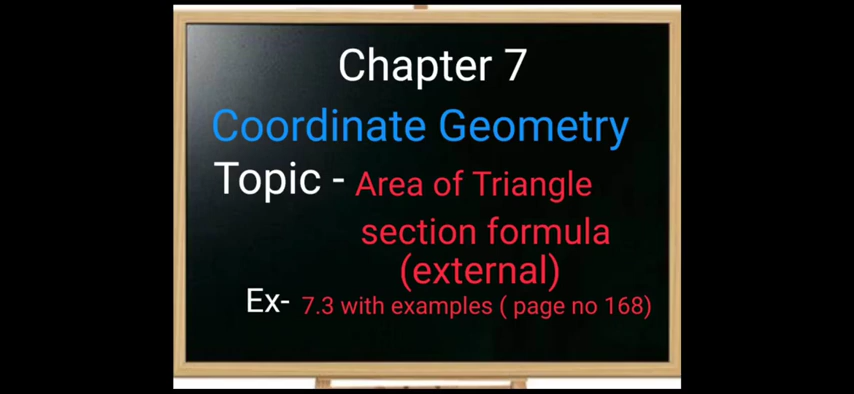 Chapter 7
Coordinate Geometry
Topic - Area of Triangle
section formula
(external)
Ex- 7.3 with examples ( page no 168)